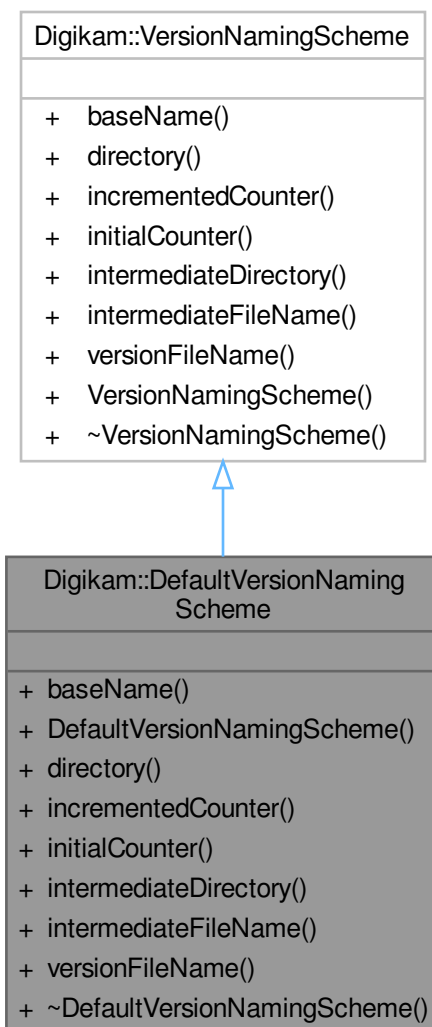 Digikam::VersionNamingScheme
+ baseName()
+ directory()
+ incrementedCounter()
+ initialCounter()
+ intermediateDirectory()
+ intermediateFileName()
+ versionFileName()
+ VersionNamingScheme()
+ ~VersionNamingScheme()
Digikam::DefaultVersionNaming
Scheme
+ baseName()
+ DefaultVersionNamingScheme()
+ directory()
+ incrementedCounter()
+ initialCounter()
+ intermediateDirectory()
+ intermediateFileName()
+ versionFileName()
+ ~DefaultVersionNamingScheme()